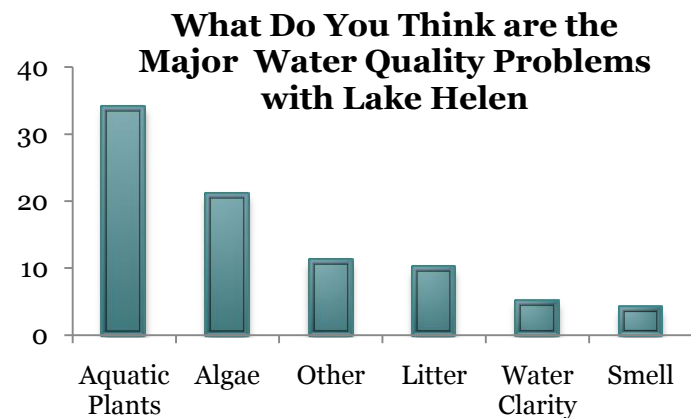 What Do You Think are the
Major Water Quality Problems
with Lake Helen
40
30
20
10
0
Aquatic Plants
Algae
Other
Litter
Water Clarity
Smell